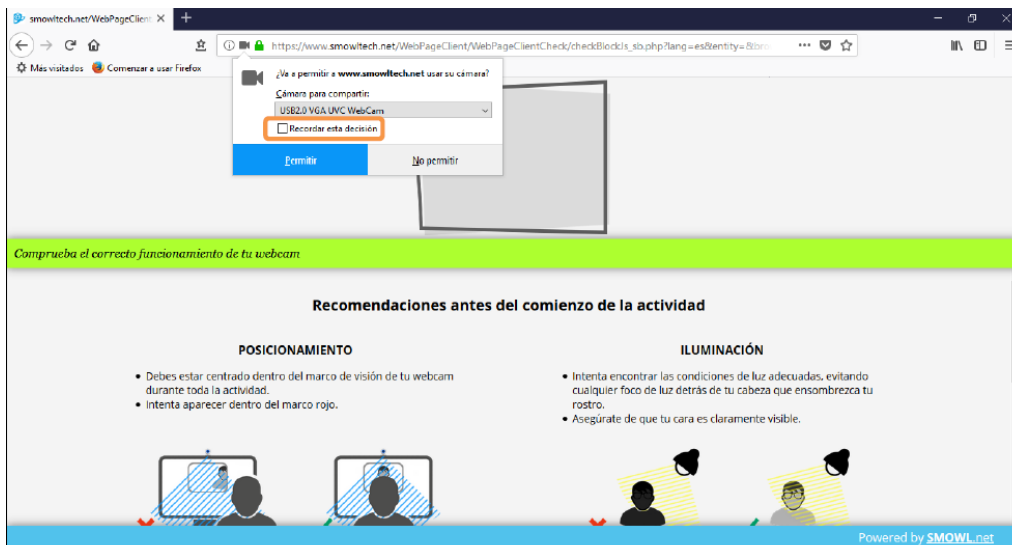 smowltech.net/WebPageClient
https://www.smowltech.net/WebPageClient/WebPageClientCheck/checkBlockJs_sb.php?lang=es&entity=&bro
Más visitados Comenzar a usar Firefox
¿Va a permitir a www.smowltech.net usar su cámara?
Cámara para compartir:
USB2.0 VGA UVC WebCam
Recordar esta decisión
Permitir No permitir
Comprueba el correcto funcionamiento de tu webcam
Recomendaciones antes del comienzo de la actividad
POSICIONAMIENTO
• Debes estar centrado dentro del marco de visión de tu webcam
durante toda la actividad.
• Intenta aparecer dentro del marco rojo.
ILUMINACIÓN
• Intenta encontrar las condiciones de luz adecuadas, evitando
cualquier foco de luz detrás de tu cabeza que ensombrezca tu
rostro.
• Asegúrate de que tu cara es claramente visible.
Powered by SMOWL.net